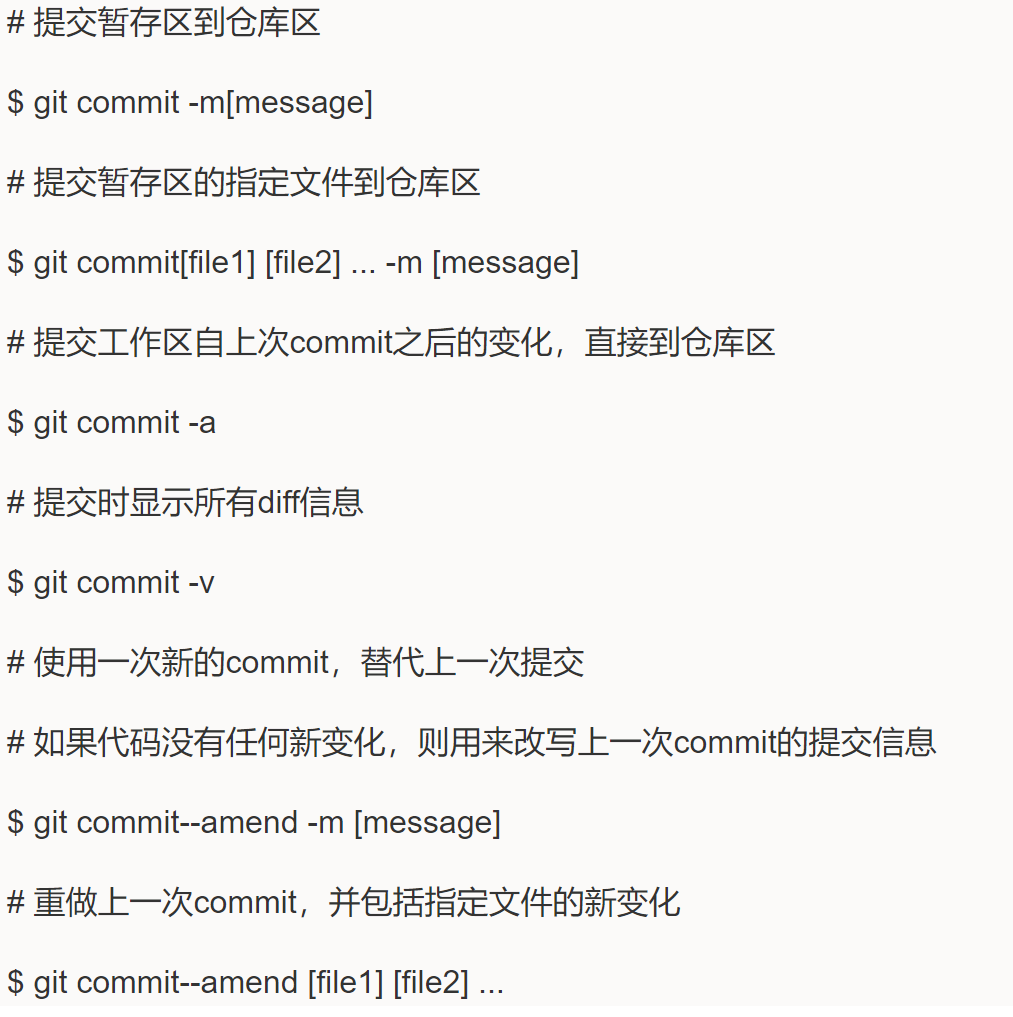 # 提交暂存区到仓库区
$ git commit -m[message]
# 提交暂存区的指定文件到仓库区
$ git commit[file1] [file2] ... -m [message]
# 提交工作区自上次commit之后的变化，直接到仓库区
$ git commit -a
# 提交时显示所有diff信息
$ git commit -v
# 使用一次新的commit，替代上一次提交
# 如果代码没有任何新变化，则用来改写上一次commit的提交信息
$ git commit--amend -m [message]
# 重做上一次commit，并包括指定文件的新变化
$ git commit--amend [file1] [file2] ...